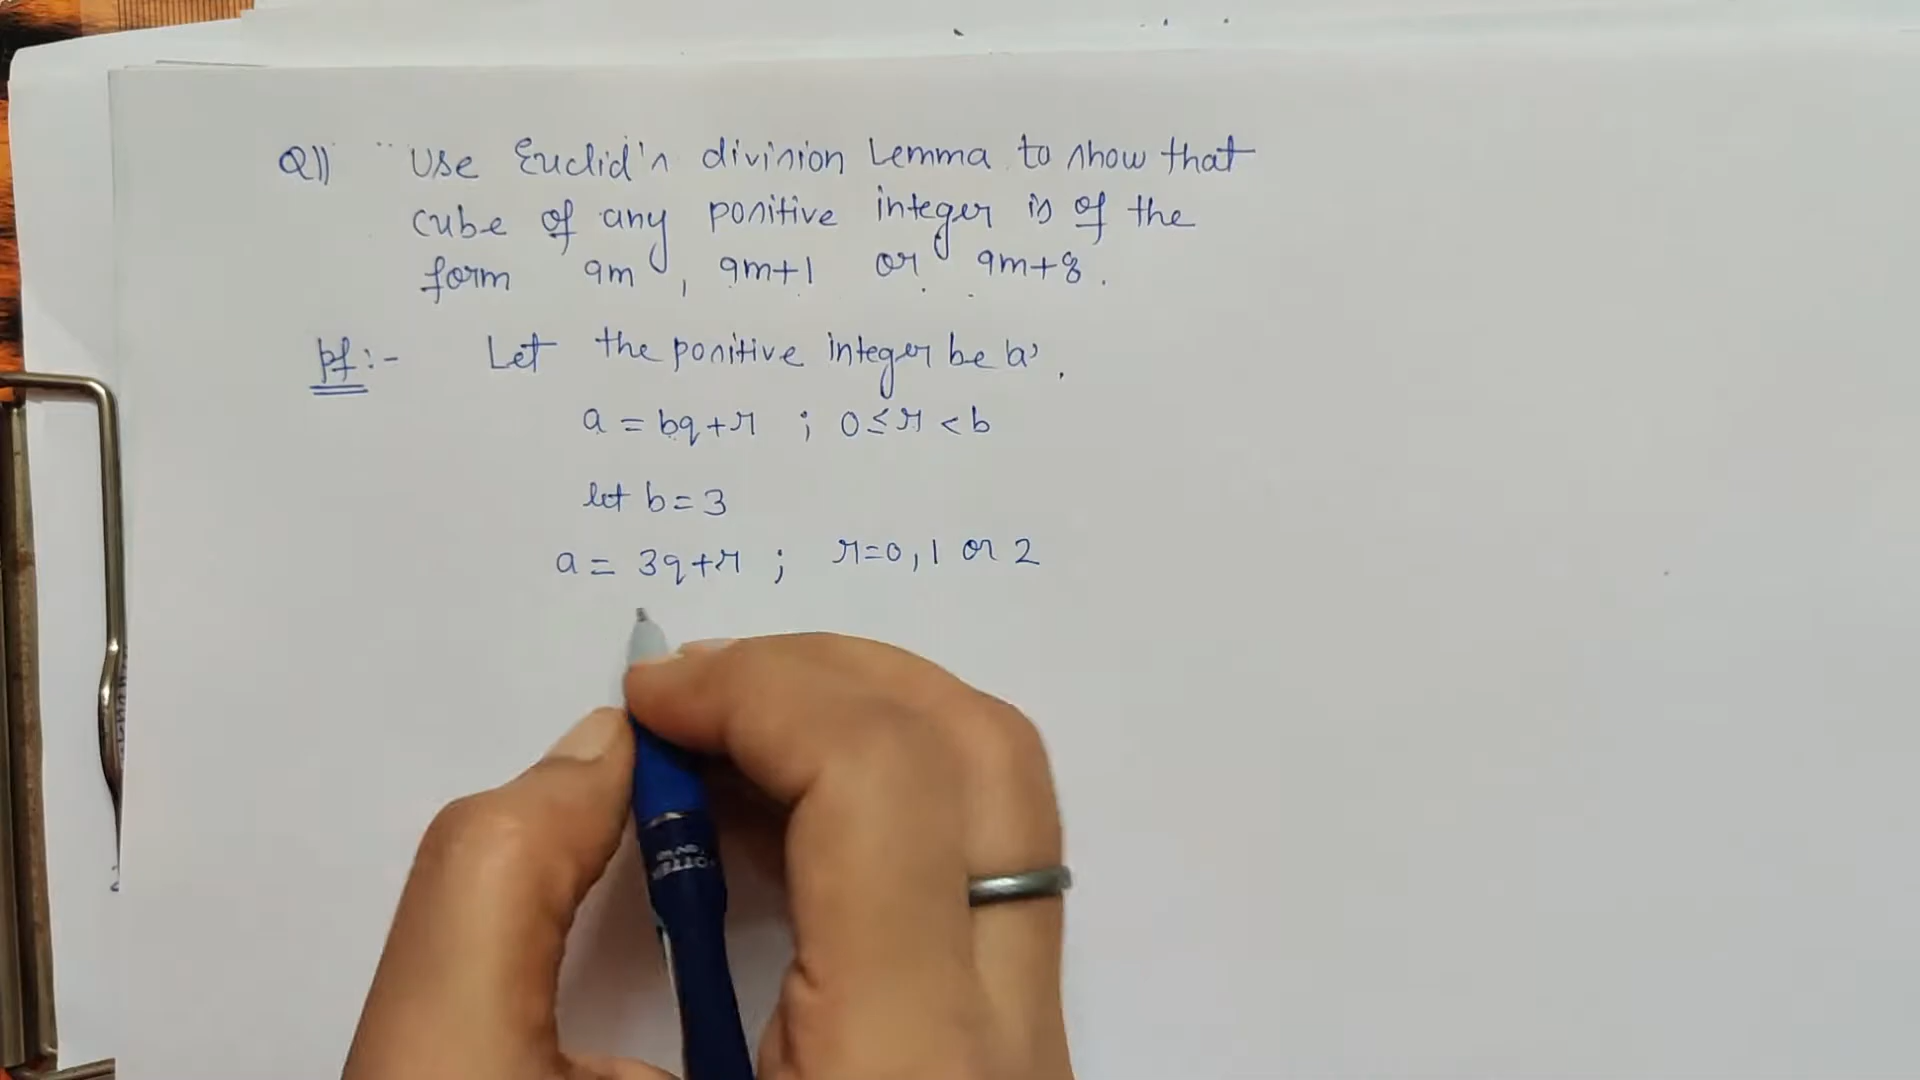 Q1) Use Euclid's division Lemma to show that
cube of any positive integer is of the
form 9m, 9m+1 or 9m+8.
Pf:- Let the positive integer be 'a'.
a = bq+r ; 0≤r<b
let b=3
a = 3q+r ; r=0,1 or 2